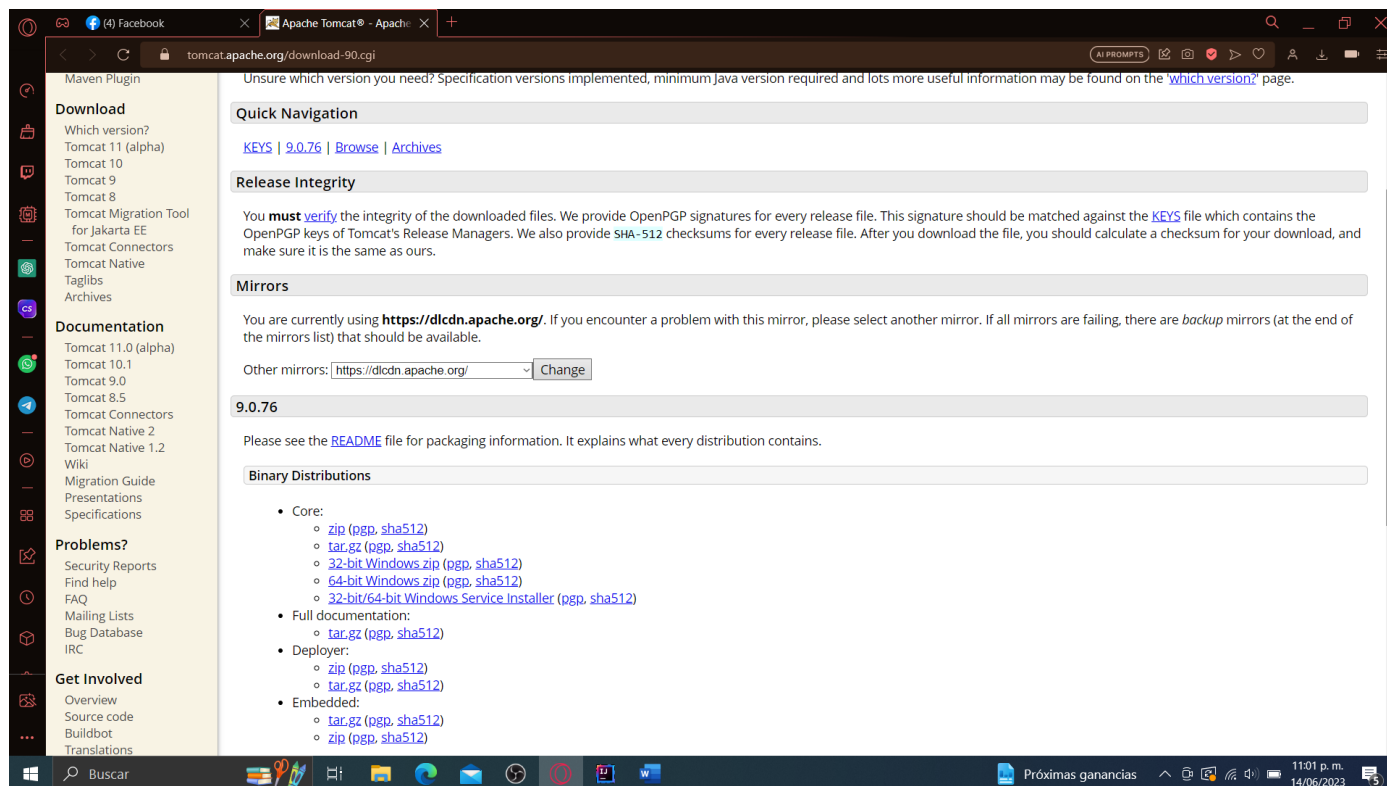 (4) Facebook
Apache Tomcat® - Apache
tomcat.apache.org/download-90.cgi
AI PROMPTS
Maven Plugin
Download
Which version?
Tomcat 11 (alpha)
Tomcat 10
Tomcat 9
Tomcat 8
Tomcat Migration Tool
for Jakarta EE
Tomcat Connectors
Tomcat Native
Taglibs
Archives
Documentation
Tomcat 11.0 (alpha)
Tomcat 10.1
Tomcat 9.0
Tomcat 8.5
Tomcat Connectors
Tomcat Native 2
Tomcat Native 1.2
Wiki
Migration Guide
Presentations
Specifications
Problems?
Security Reports
Find help
FAQ
Mailing Lists
Bug Database
IRC
Get Involved
Overview
Source code
Buildbot
Translations
Unsure which version you need? Specification versions implemented, minimum Java version required and lots more useful information may be found on the 'which version?' page.
Quick Navigation
KEYS | 9.0.76 | Browse | Archives
Release Integrity
You must verify the integrity of the downloaded files. We provide OpenPGP signatures for every release file. This signature should be matched against the KEYS file which contains the
OpenPGP keys of Tomcat's Release Managers. We also provide SHA-512 checksums for every release file. After you download the file, you should calculate a checksum for your download, and
make sure it is the same as ours.
Mirrors
You are currently using https://dlcdn.apache.org/. If you encounter a problem with this mirror, please select another mirror. If all mirrors are failing, there are backup mirrors (at the end of
the mirrors list) that should be available.
Other mirrors: https://dlcdn.apache.org/ Change
9.0.76
Please see the README file for packaging information. It explains what every distribution contains.
Binary Distributions
• Core:
zip (pgp, sha512)
tar.gz (pgp, sha512)
32-bit Windows zip (pgp, sha512)
64-bit Windows zip (pgp, sha512)
32-bit/64-bit Windows Service Installer (pgp, sha512)
• Full documentation:
tar.gz (pgp, sha512)
• Deployer:
zip (pgp, sha512)
tar.gz (pgp, sha512)
• Embedded:
tar.gz (pgp, sha512)
zip (pgp, sha512)
Buscar
Próximas ganancias
11:01 p. m.
14/06/2023
5